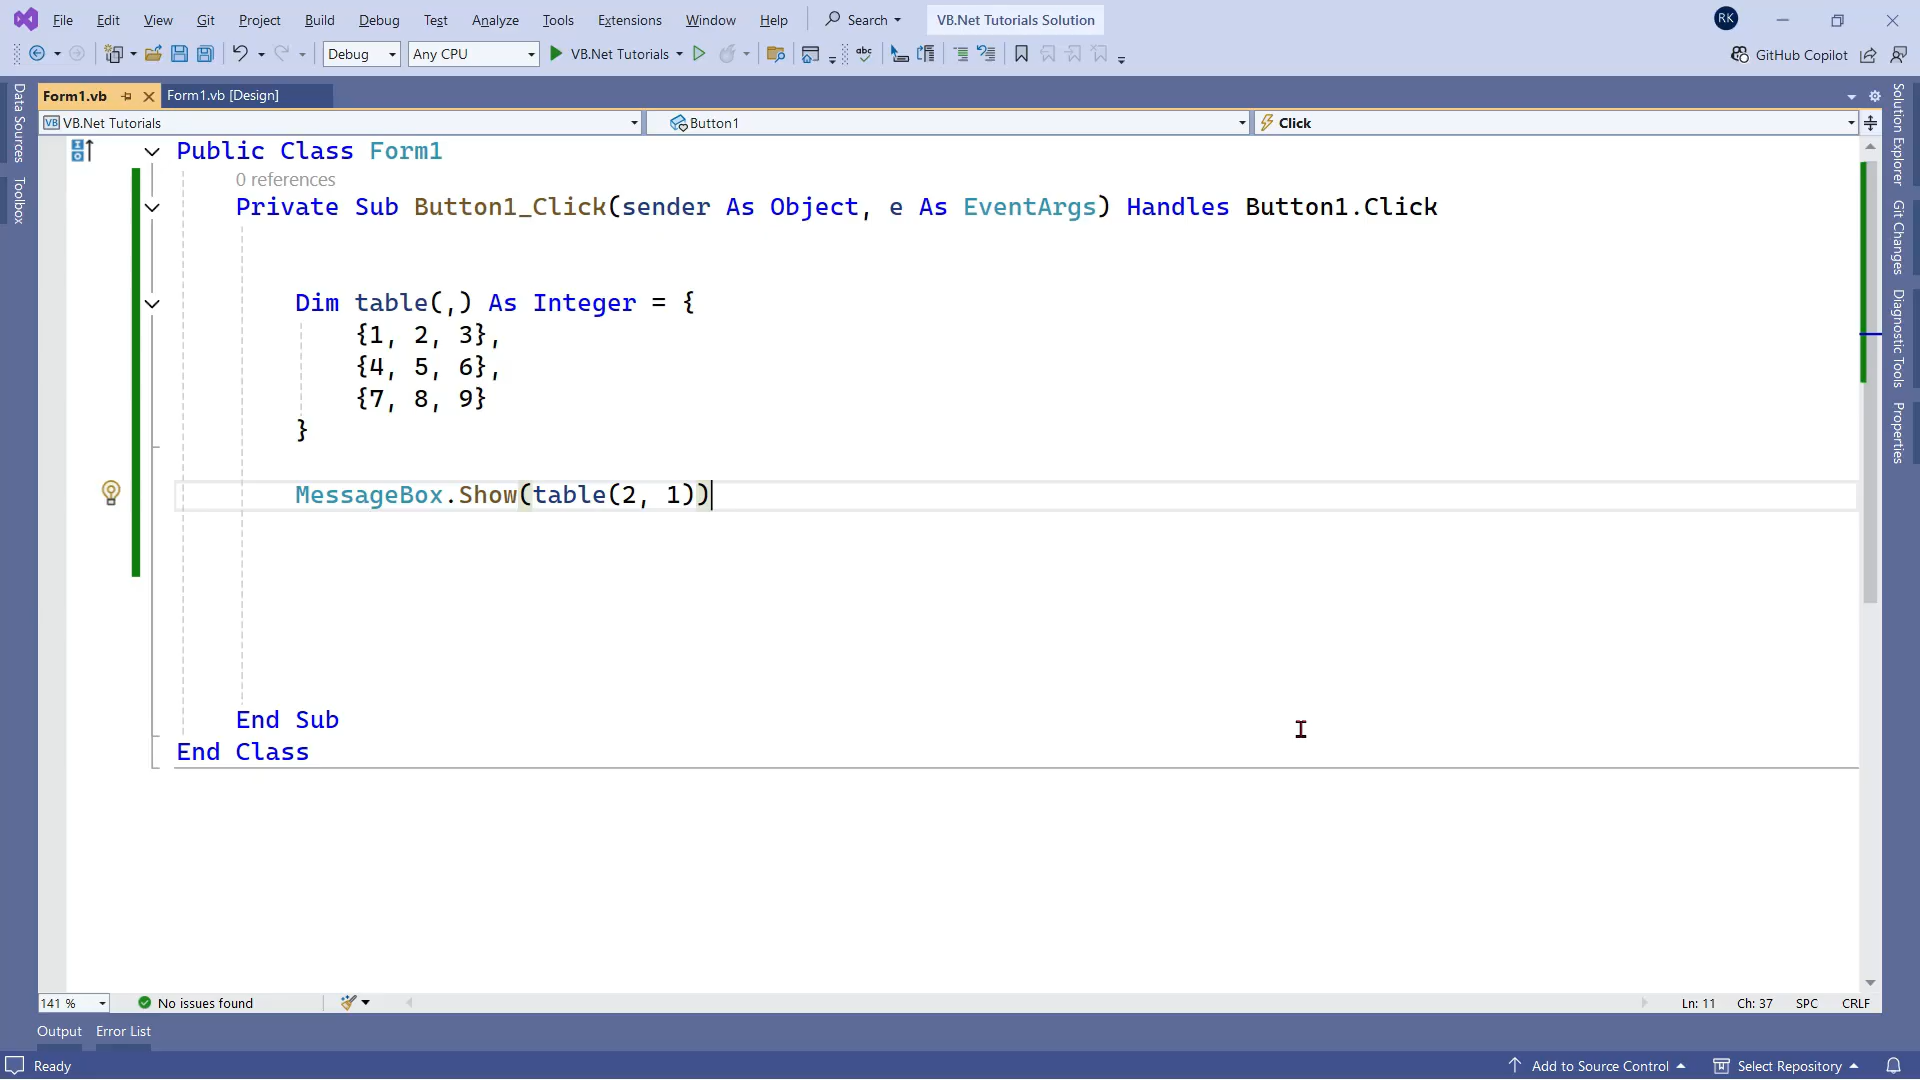 File Edit View Git Project Build Debug Test Analyze Tools Extensions Window Help Search VB.Net Tutorials Solution RK
Debug Any CPU VB.Net Tutorials abc GitHub Copilot
Form1.vb Form1.vb [Design]
VB VB.Net Tutorials Button1 Click
Data Sources
Toolbox
Solution Explorer
Git Changes
Diagnostic Tools
Properties
Public Class Form1
0 references
Private Sub Button1_Click(sender As Object, e As EventArgs) Handles Button1.Click
Dim table(,) As Integer = {
{1, 2, 3},
{4, 5, 6},
{7, 8, 9}
}
MessageBox.Show(table(2, 1))
End Sub
End Class
141 % No issues found Ln: 11 Ch: 37 SPC CRLF
Output Error List
Ready Add to Source Control Select Repository